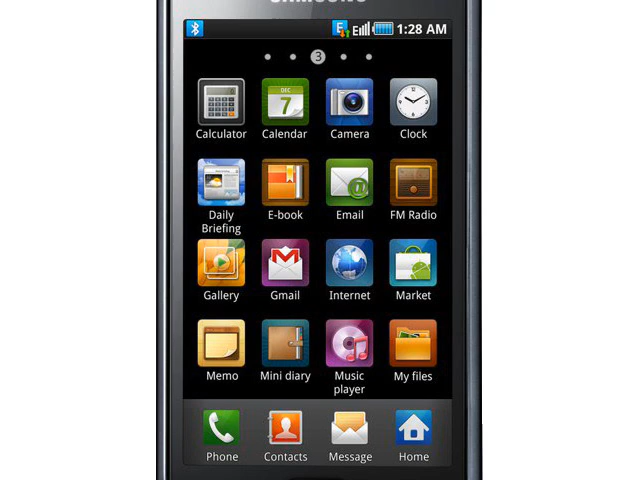 SAMSUNG
E 1:28 AM
3
Calculator Calendar Camera Clock
DEC
7
Daily Briefing E-book Email FM Radio
Gallery Gmail Internet Market
Memo Mini diary Music player My files
Phone Contacts Message Home